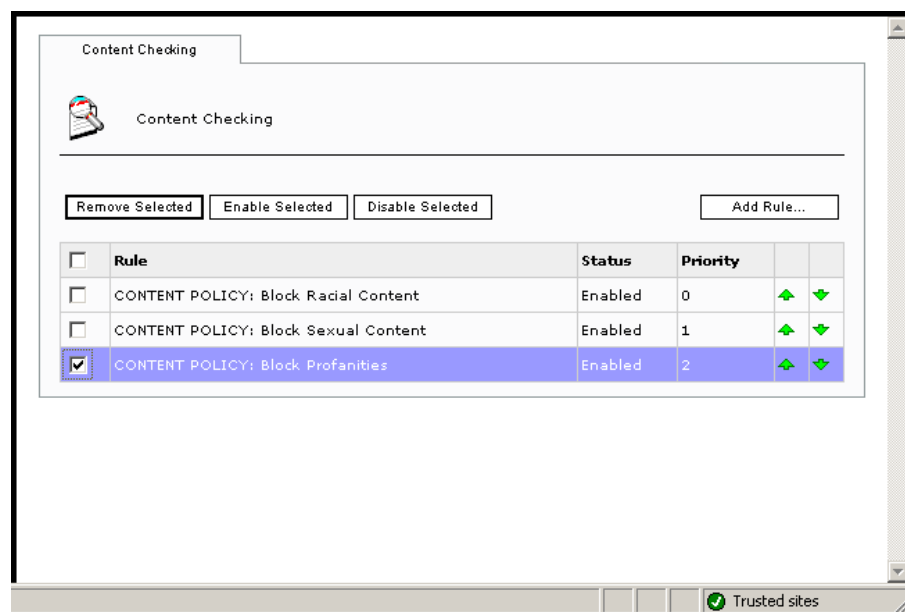 Content Checking
Content Checking
Remove Selected Enable Selected Disable Selected Add Rule...
Rule Status Priority
CONTENT POLICY: Block Racial Content Enabled 0
CONTENT POLICY: Block Sexual Content Enabled 1
CONTENT POLICY: Block Profanities Enabled 2
Trusted sites